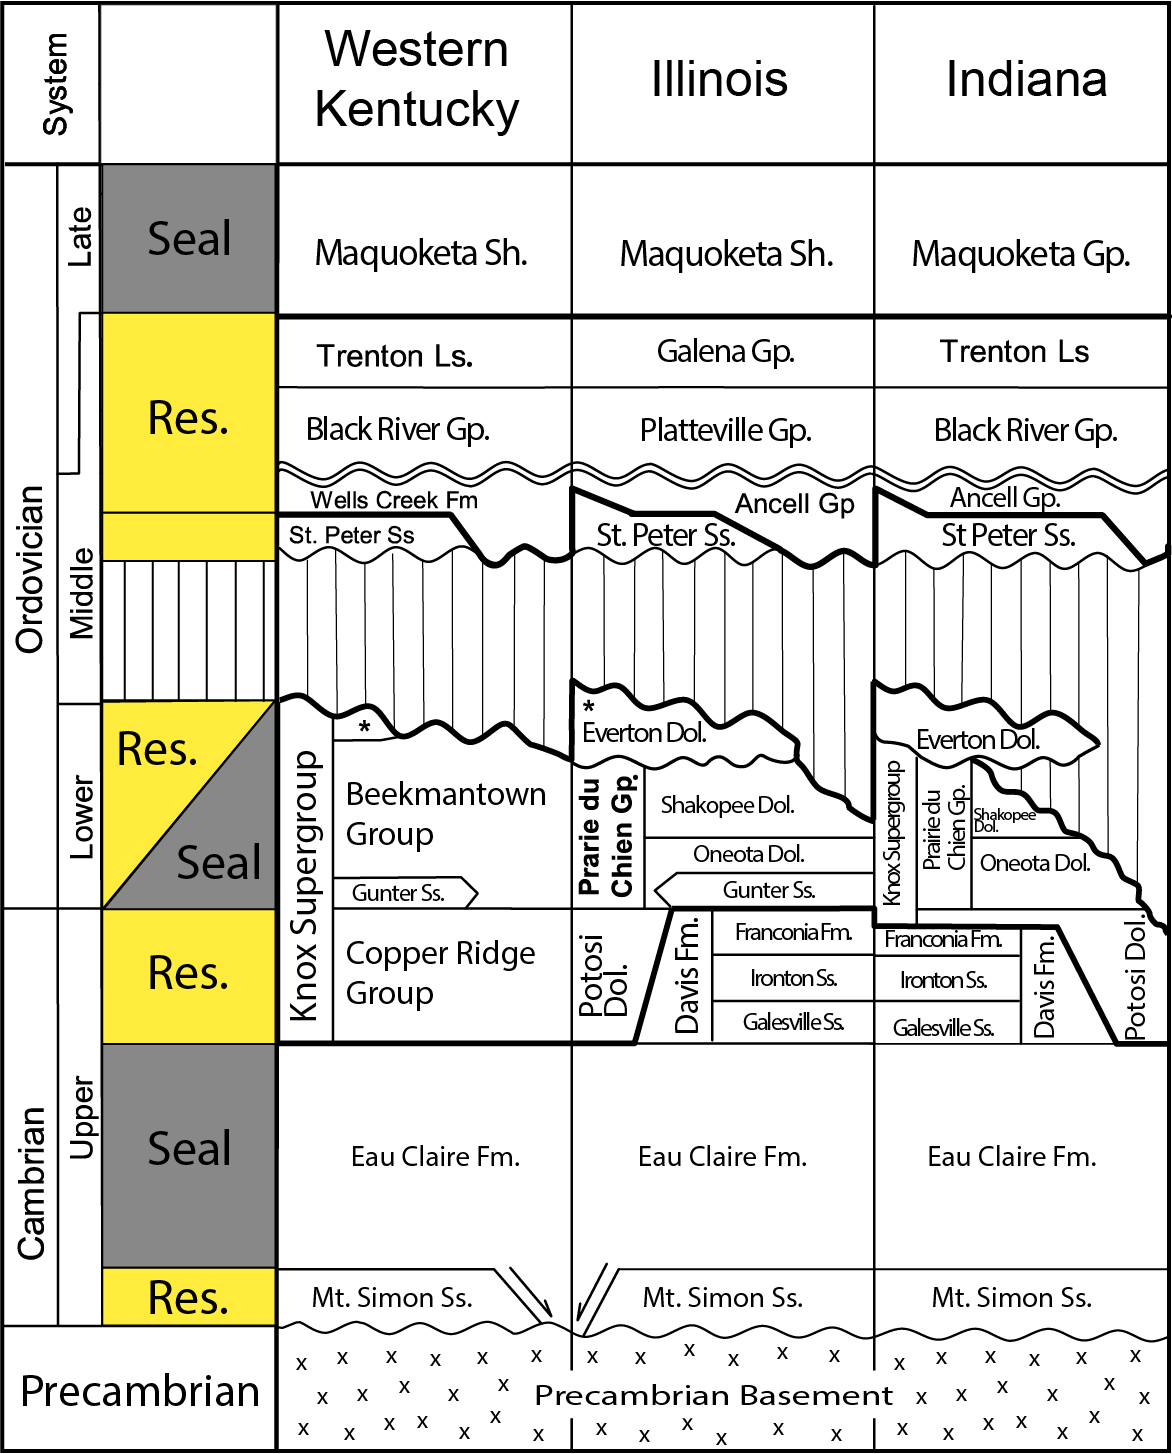 System
Western
Kentucky
Illinois
Indiana
Ordovician
Late
Seal
Maquoketa Sh.
Maquoketa Sh.
Maquoketa Gp.
Res.
Trenton Ls.
Galena Gp.
Trenton Ls
Black River Gp.
Platteville Gp.
Black River Gp.
Middle
Wells Creek Fm
Ancell Gp
Ancell Gp.
St. Peter Ss
St. Peter Ss.
St Peter Ss.
Lower
Res.
Seal
Knox Supergroup
*
Beekmantown
Group
Gunter Ss.
*
Everton Dol.
Prarie du
Chien Gp.
Shakopee Dol.
Oneota Dol.
Gunter Ss.
Everton Dol.
Knox Supergroup
Prairie du
Chien Gp.
Shakopee
Dol.
Oneota Dol.
Cambrian
Upper
Res.
Copper Ridge
Group
Potosi
Dol.
Davis Fm.
Franconia Fm.
Ironton Ss.
Galesville Ss.
Franconia Fm.
Ironton Ss.
Galesville Ss.
Davis Fm.
Potosi Dol.
Seal
Eau Claire Fm.
Eau Claire Fm.
Eau Claire Fm.
Res.
Mt. Simon Ss.
Mt. Simon Ss.
Mt. Simon Ss.
Precambrian
x x x x x x x x x x x x x x x x x x
x x x x x x x x x
Precambrian Basement
x x x x x x x x x x x x x x x x